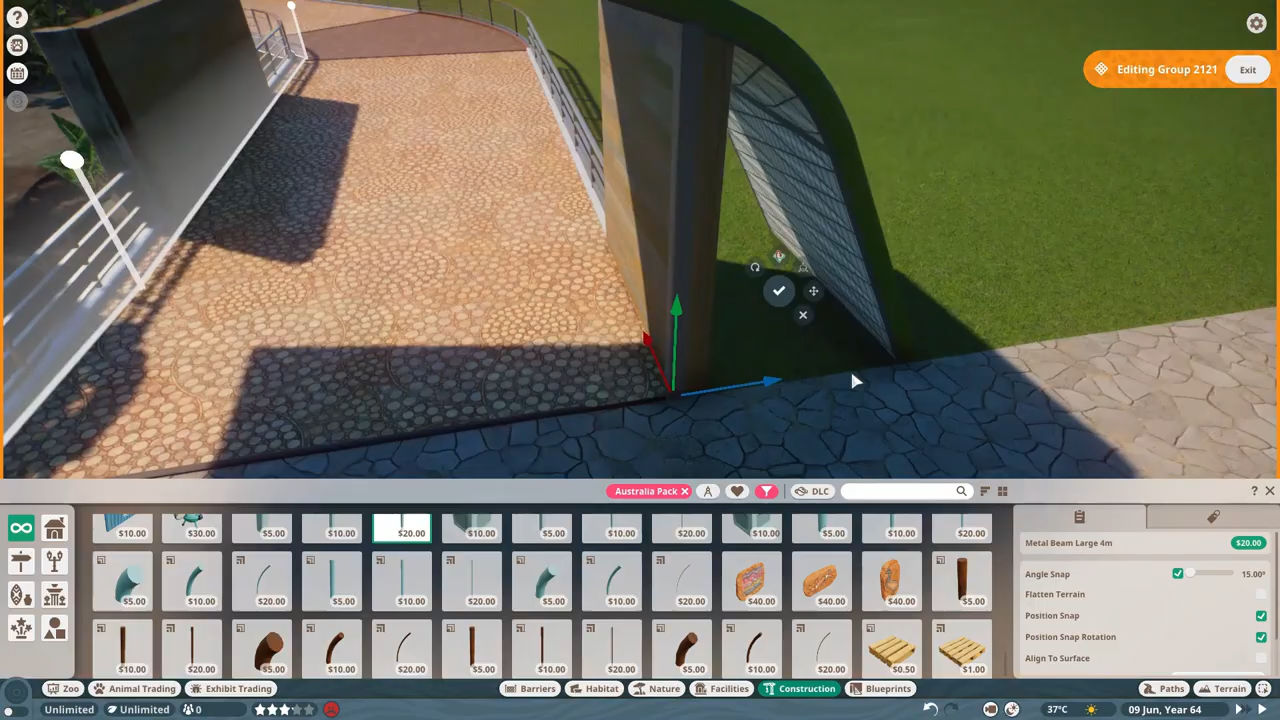 ?
Editing Group 2121
Exit
Australia Pack ×
DLC
? ×
$10.00 $30.00 $5.00 $10.00 $20.00 $10.00 $5.00 $10.00 $20.00 $10.00 $5.00 $10.00 $20.00
$5.00 $10.00 $20.00 $5.00 $10.00 $20.00 $5.00 $10.00 $20.00 $40.00 $40.00 $40.00 $5.00
$10.00 $20.00 $5.00 $10.00 $20.00 $5.00 $10.00 $20.00 $5.00 $10.00 $20.00 $0.50 $1.00
Metal Beam Large 4m $20.00
Angle Snap 15.00°
Flatten Terrain
Position Snap
Position Snap Rotation
Align To Surface
Zoo Animal Trading Exhibit Trading Barriers Habitat Nature Facilities Construction Blueprints Paths Terrain
Unlimited Unlimited 0 37°C 09 Jun, Year 64